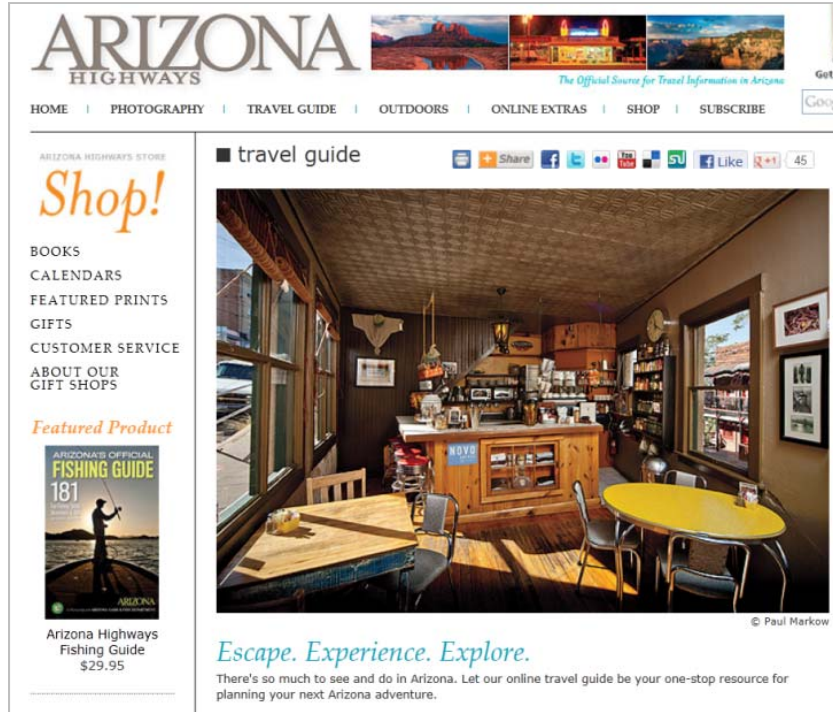 ARIZONA
HIGHWAYS
The Official Source for Travel Information in Arizona
Get
HOME | PHOTOGRAPHY | TRAVEL GUIDE | OUTDOORS | ONLINE EXTRAS | SHOP | SUBSCRIBE
Goo
ARIZONA HIGHWAYS STORE
Shop!
BOOKS
CALENDARS
FEATURED PRINTS
GIFTS
CUSTOMER SERVICE
ABOUT OUR
GIFT SHOPS
Featured Product
ARIZONA'S OFFICIAL
FISHING GUIDE
181
ARIZONA
Arizona Highways
Fishing Guide
$29.95
travel guide
Share
You
Tube
Like
+1
45
NOVO
© Paul Markow
Escape. Experience. Explore.
There's so much to see and do in Arizona. Let our online travel guide be your one-stop resource for
planning your next Arizona adventure.